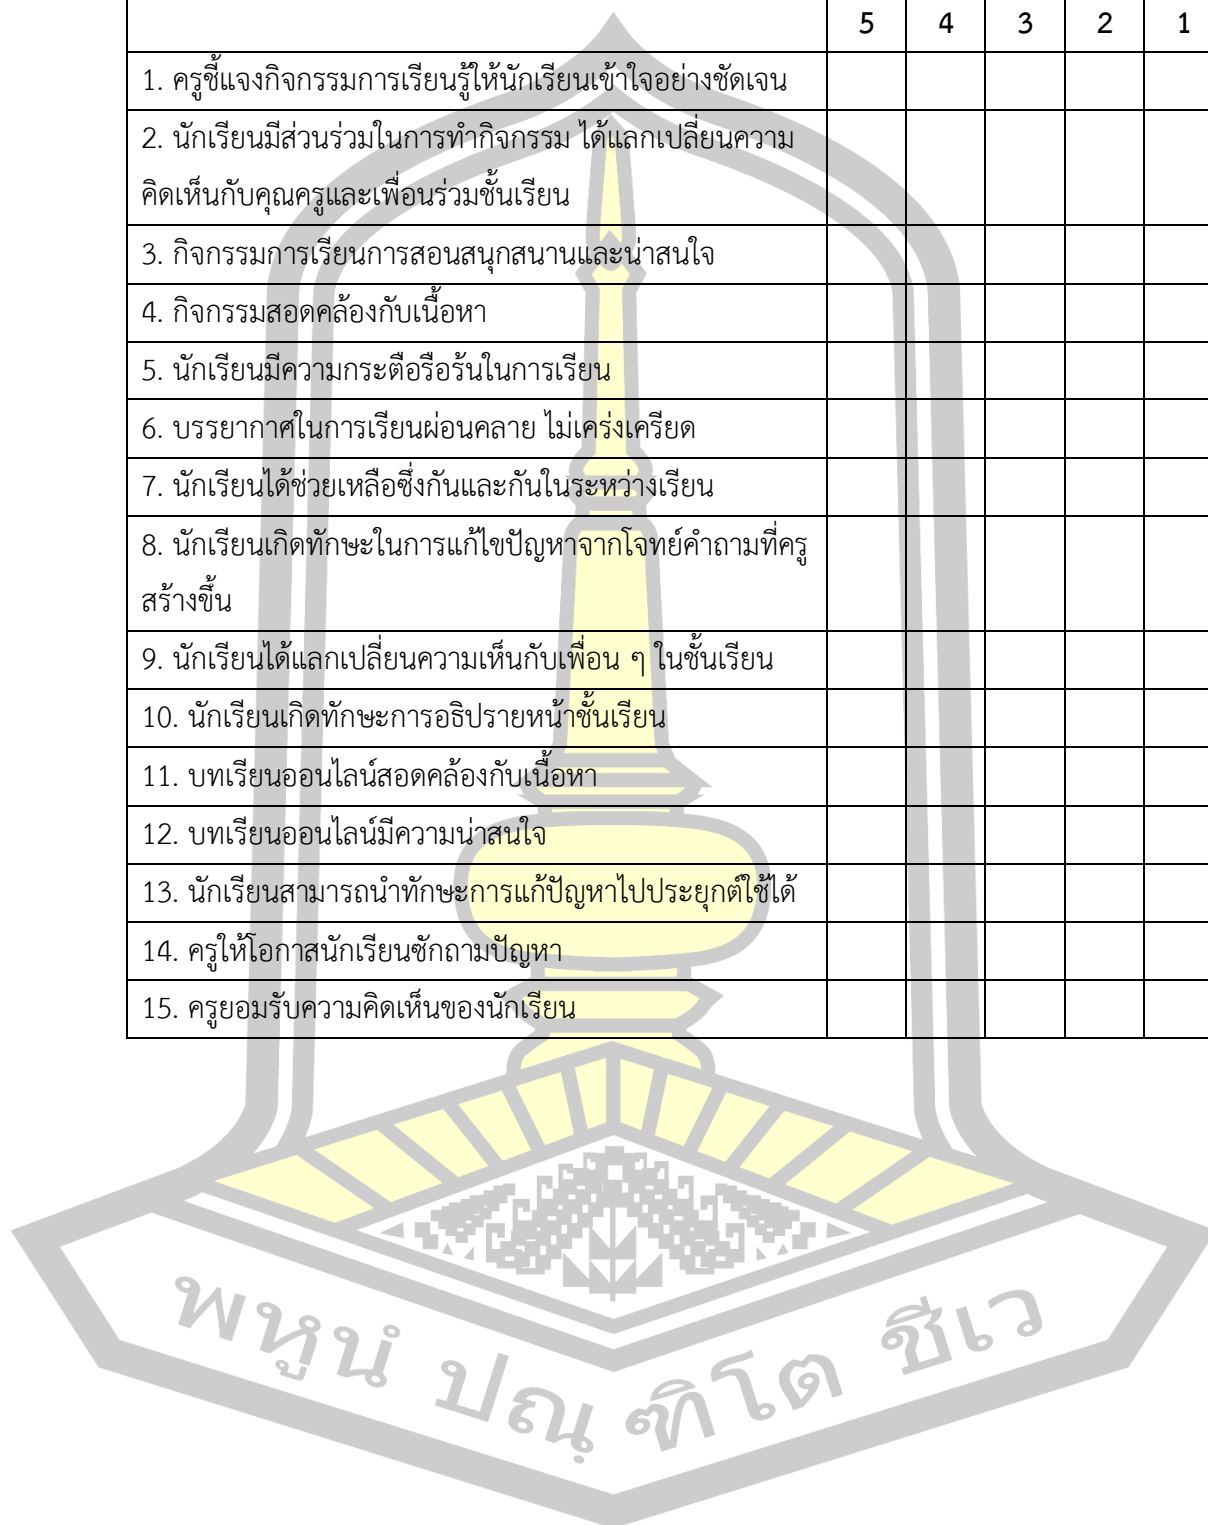 5 4 3 2 1
1. ครูชี้แจงกิจกรรมการเรียนรู้ให้นักเรียนเข้าใจอย่างชัดเจน
2. นักเรียนมีส่วนร่วมในการทำกิจกรรม ได้แลกเปลี่ยนความ
คิดเห็นกับคุณครูและเพื่อนร่วมชั้นเรียน
3. กิจกรรมการเรียนการสอนสนุกสนานและน่าสนใจ
4. กิจกรรมสอดคล้องกับเนื้อหา
5. นักเรียนมีความกระตือรือร้นในการเรียน
6. บรรยากาศในการเรียนผ่อนคลาย ไม่เคร่งเครียด
7. นักเรียนได้ช่วยเหลือซึ่งกันและกันในระหว่างเรียน
8. นักเรียนเกิดทักษะในการแก้ไขปัญหาจากโจทย์คำถามที่ครู
สร้างขึ้น
9. นักเรียนได้แลกเปลี่ยนความเห็นกับเพื่อน ๆ ในชั้นเรียน
10. นักเรียนเกิดทักษะการอธิปรายหน้าชั้นเรียน
11. บทเรียนออนไลน์สอดคล้องกับเนื้อหา
12. บทเรียนออนไลน์มีความน่าสนใจ
13. นักเรียนสามารถนำทักษะการแก้ปัญหาไปประยุกต์ใช้ได้
14. ครูให้โอกาสนักเรียนซักถามปัญหา
15. ครูยอมรับความคิดเห็นของนักเรียน
พหูนํ ปณฺฑิโต ชีเว